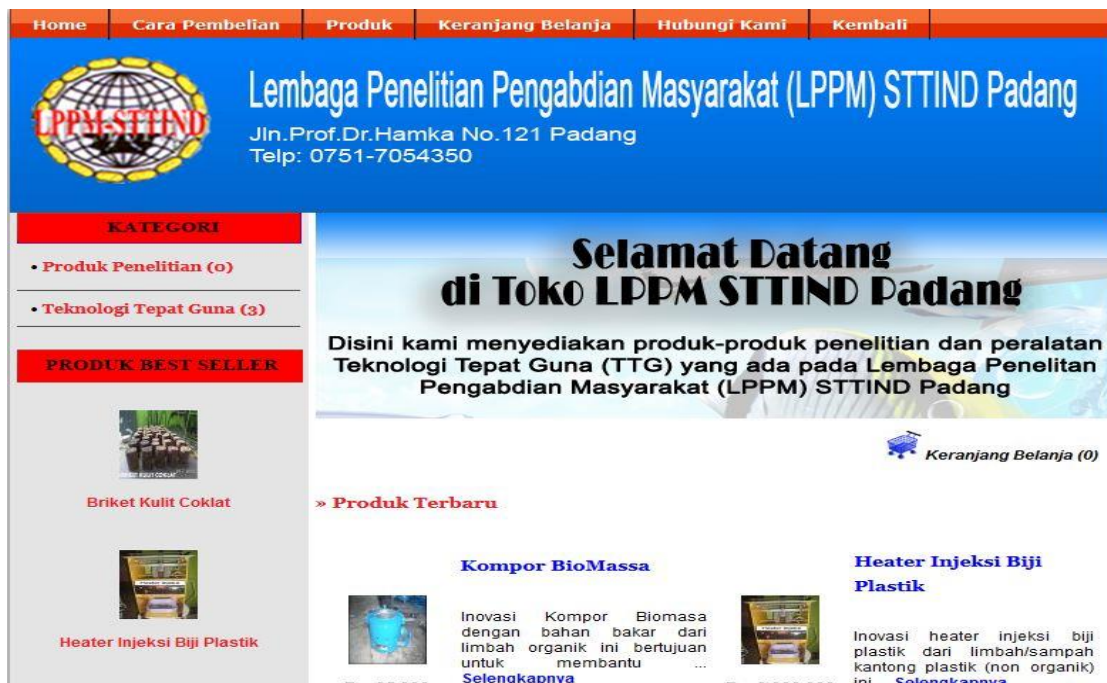 Home Cara Pembelian Produk Keranjang Belanja Hubungi Kami Kembali
LPPM-STTIND
Lembaga Penelitian Pengabdian Masyarakat (LPPM) STTIND Padang
Jln.Prof.Dr.Hamka No.121 Padang
Telp: 0751-7054350
KATEGORI
• Produk Penelitian (0)
• Teknologi Tepat Guna (3)
PRODUK BEST SELLER
Briket Kulit Coklat
Heater Injeksi Biji Plastik
Selamat Datang
di Toko LPPM STTIND Padang
Disini kami menyediakan produk-produk penelitian dan peralatan
Teknologi Tepat Guna (TTG) yang ada pada Lembaga Penelitan
Pengabdian Masyarakat (LPPM) STTIND Padang
Keranjang Belanja (0)
» Produk Terbaru
Kompor BioMassa
Inovasi Kompor Biomasa
dengan bahan bakar dari
limbah organik ini bertujuan
untuk membantu ...
Selengkapnya
Heater Injeksi Biji
Plastik
Inovasi heater injeksi biji
plastik dari limbah/sampah
kantong plastik (non organik)
ini ... Selengkapnya